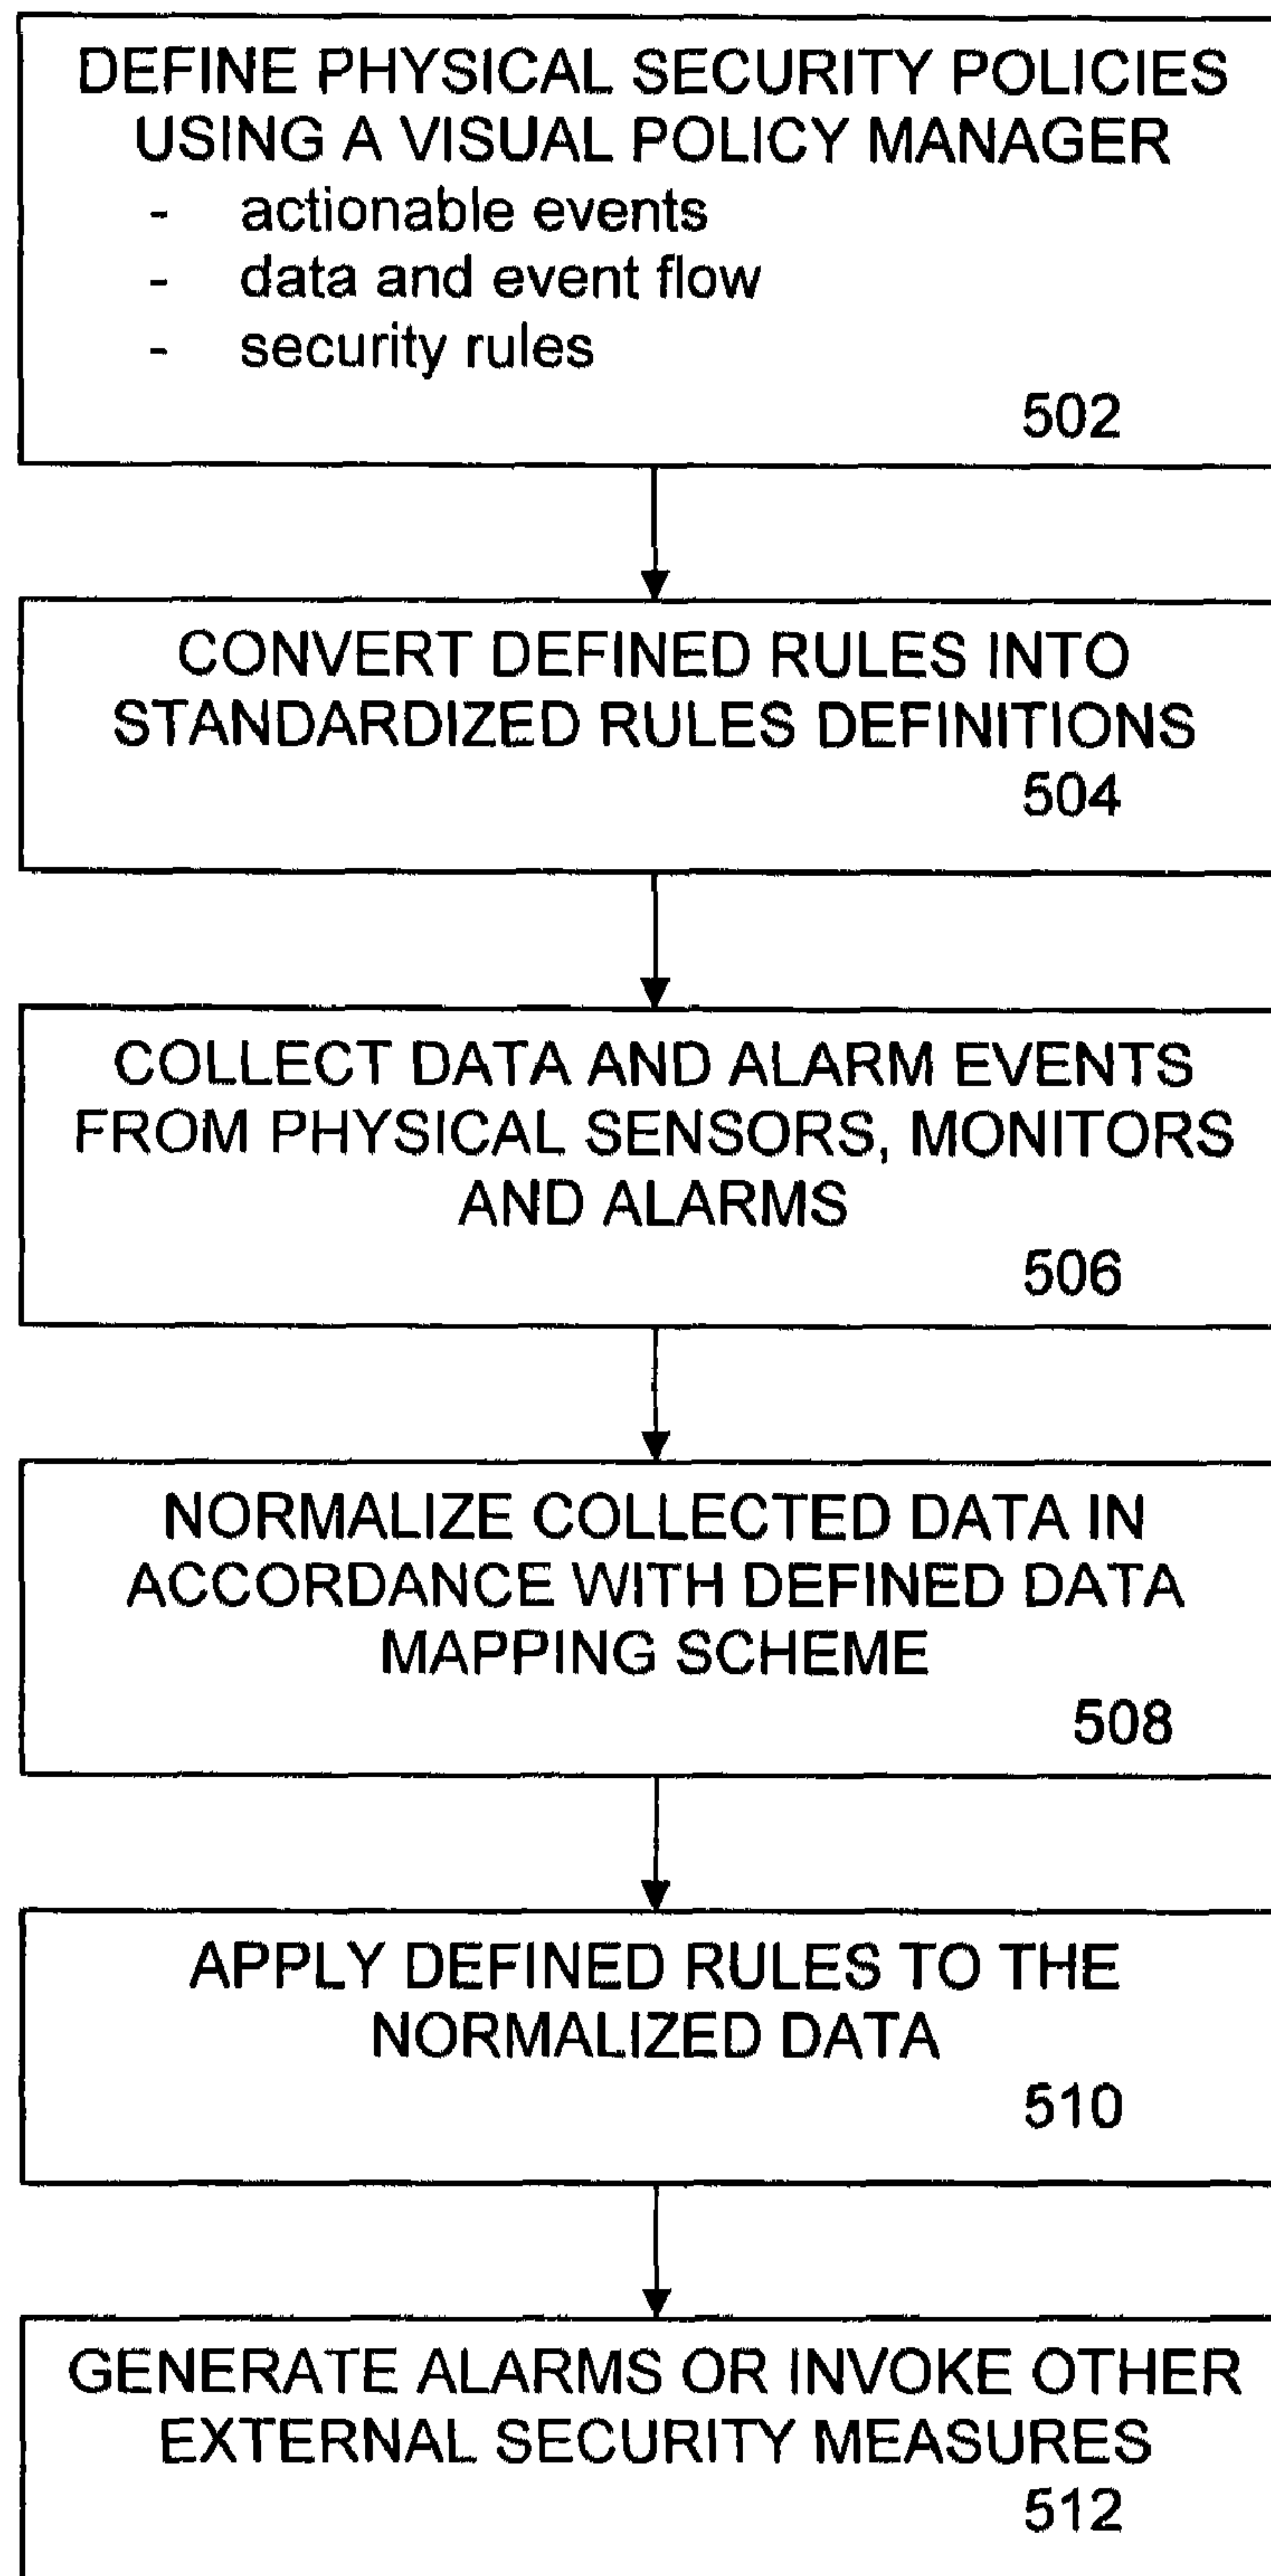 DEFINE PHYSICAL SECURITY POLICIES
USING A VISUAL POLICY MANAGER
- actionable events
- data and event flow
- security rules
502
CONVERT DEFINED RULES INTO
STANDARDIZED RULES DEFINITIONS
504
COLLECT DATA AND ALARM EVENTS
FROM PHYSICAL SENSORS, MONITORS
AND ALARMS
506
NORMALIZE COLLECTED DATA IN
ACCORDANCE WITH DEFINED DATA
MAPPING SCHEME
508
APPLY DEFINED RULES TO THE
NORMALIZED DATA
510
GENERATE ALARMS OR INVOKE OTHER
EXTERNAL SECURITY MEASURES
512